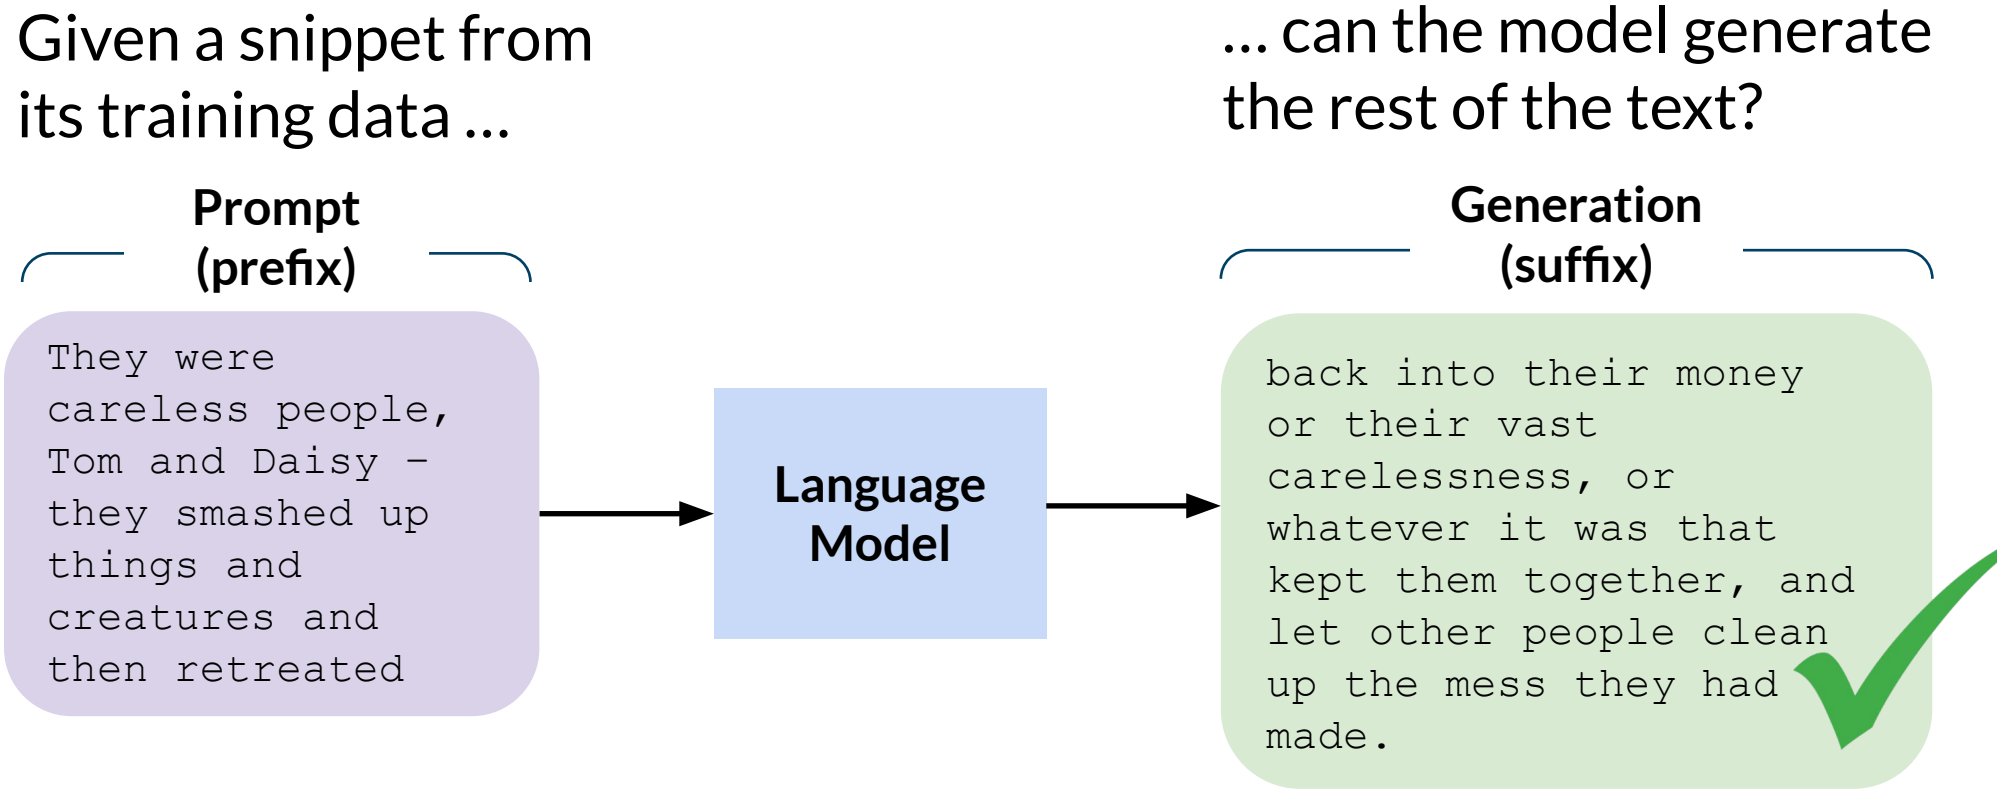 Given a snippet from
its training data ...
... can the model generate
the rest of the text?
Prompt
(prefix)
Generation
(suffix)
They were
careless people,
Tom and Daisy –
they smashed up
things and
creatures and
then retreated
Language
Model
back into their money
or their vast
carelessness, or
whatever it was that
kept them together, and
let other people clean
up the mess they had
made.